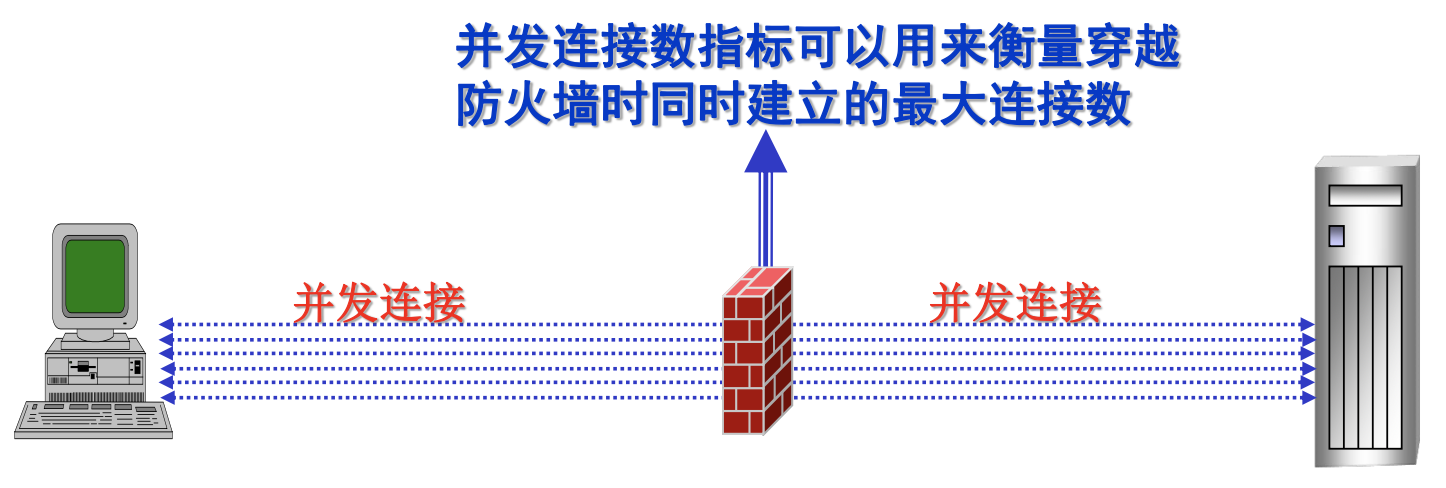 并发连接数指标可以用来衡量穿越
防火墙时同时建立的最大连接数
并发连接
并发连接